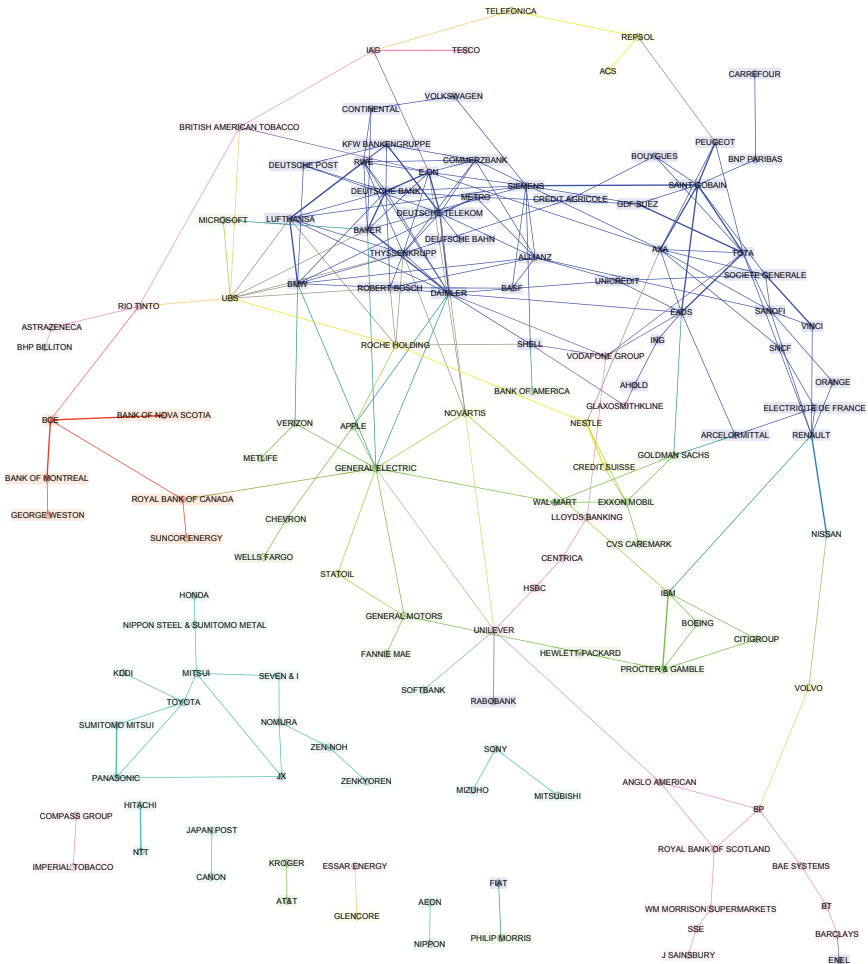 TELEFONICA
REPSOL
IAG
TESCO
ACS
CARREFOUR
VOLKSWAGEN
CONTINENTAL
BRITISH AMERICAN TOBACCO
PEUGEOT
KFW BANKENGRUPPE
BOUYGUES
BNP PARIBAS
DEUTSCHE POST
RWE
COMMERZBANK
E.ON
SIEMENS
SAINT GOBAIN
DEUTSCHE BANK
METRO
CREDIT AGRICOLE
GDF SUEZ
MICROSOFT
LUFTHANSA
DEUTSCHE TELEKOM
BAYER
DEUTSCHE BAHN
THYSSENKRUPP
ALLIANZ
AXA
TOTA
SOCIETE GENERALE
UNICREDIT
BMW
ROBERT BOSCH
DAIMLER
BASF
UBS
RIO TINTO
EADS
SANOFI
VINCI
ASTRAZENECA
BHP BILLITON
ROCHE HOLDING
SHELL
ING
VODAFONE GROUP
SNCF
AHOLD
ORANGE
BANK OF AMERICA
GLAXOSMITHKLINE
ELECTRICITE DE FRANCE
BCE
BANK OF NOVA SCOTIA
VERIZON
APPLE
NOVARTIS
NESTLE
ARCELORMITTAL
RENAULT
METLIFE
GENERAL ELECTRIC
CREDIT SUISSE
GOLDMAN SACHS
BANK OF MONTREAL
ROYAL BANK OF CANADA
WAL-MART
EXXON MOBIL
GEORGE WESTON
CHEVRON
LLOYDS BANKING
SUNCOR ENERGY
NISSAN
CVS CAREMARK
WELLS FARGO
CENTRICA
STATOIL
HSBC
HONDA
IBM
GENERAL MOTORS
NIPPON STEEL & SUMITOMO METAL
UNILEVER
BOEING
CITIGROUP
FANNIE MAE
HEWLETT-PACKARD
PROCTER & GAMBLE
KDDI
MITSUI
SEVEN & I
SOFTBANK
RABOBANK
VOLVO
TOYOTA
SUMITOMO MITSUI
NOMURA
ZEN-NOH
SONY
PANASONIC
JX
ZENKYOREN
MIZUHO
MITSUBISHI
ANGLO AMERICAN
HITACHI
BP
COMPASS GROUP
JAPAN POST
NTT
ROYAL BANK OF SCOTLAND
IMPERIAL TOBACCO
CANON
KROGER
ESSAR ENERGY
BAE SYSTEMS
FIAT
AT&T
AEON
GLENCORE
WM MORRISON SUPERMARKETS
BT
SSE
NIPPON
PHILIP MORRIS
BARCLAYS
J SAINSBURY
ENEL